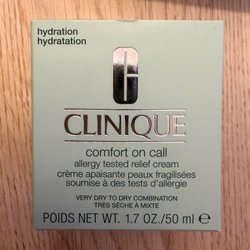 hydration
hydratation
CLINIQUE
comfort on call
allergy tested relief cream
crème apaisante peaux fragilisées
soumise à des tests d'allergie
VERY DRY TO DRY COMBINATION
TRÈS SÈCHE À MIXTE
POIDS NET WT. 1.7 OZ./50 ml ℮